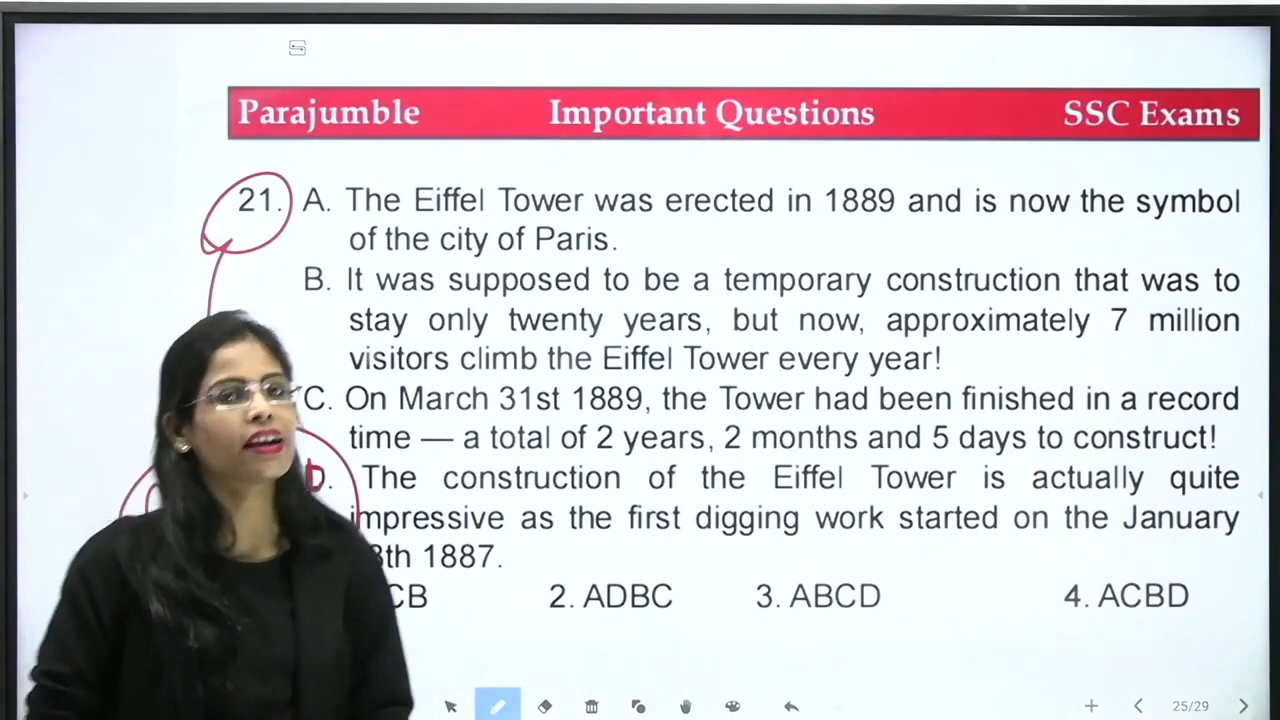 Parajumble Important Questions SSC Exams
21. A. The Eiffel Tower was erected in 1889 and is now the symbol
of the city of Paris.
B. It was supposed to be a temporary construction that was to
stay only twenty years, but now, approximately 7 million
visitors climb the Eiffel Tower every year!
C. On March 31st 1889, the Tower had been finished in a record
time — a total of 2 years, 2 months and 5 days to construct!
D. The construction of the Eiffel Tower is actually quite
impressive as the first digging work started on the January
8th 1887.
CB 2. ADBC 3. ABCD 4. ACBD
25/29